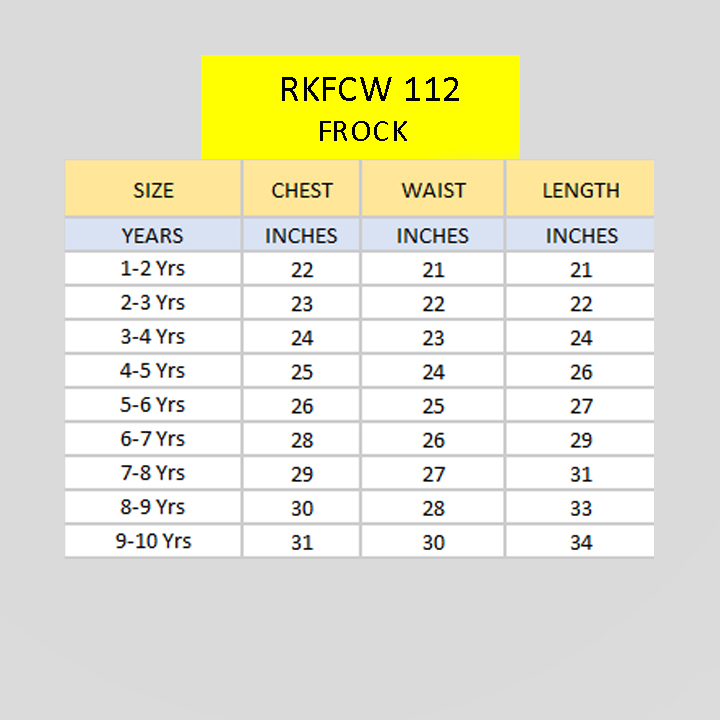 RKFCW 112
FROCK
SIZE CHEST WAIST LENGTH
YEARS INCHES INCHES INCHES
1-2 Yrs 22 21 21
2-3 Yrs 23 22 22
3-4 Yrs 24 23 24
4-5 Yrs 25 24 26
5-6 Yrs 26 25 27
6-7 Yrs 28 26 29
7-8 Yrs 29 27 31
8-9 Yrs 30 28 33
9-10 Yrs 31 30 34